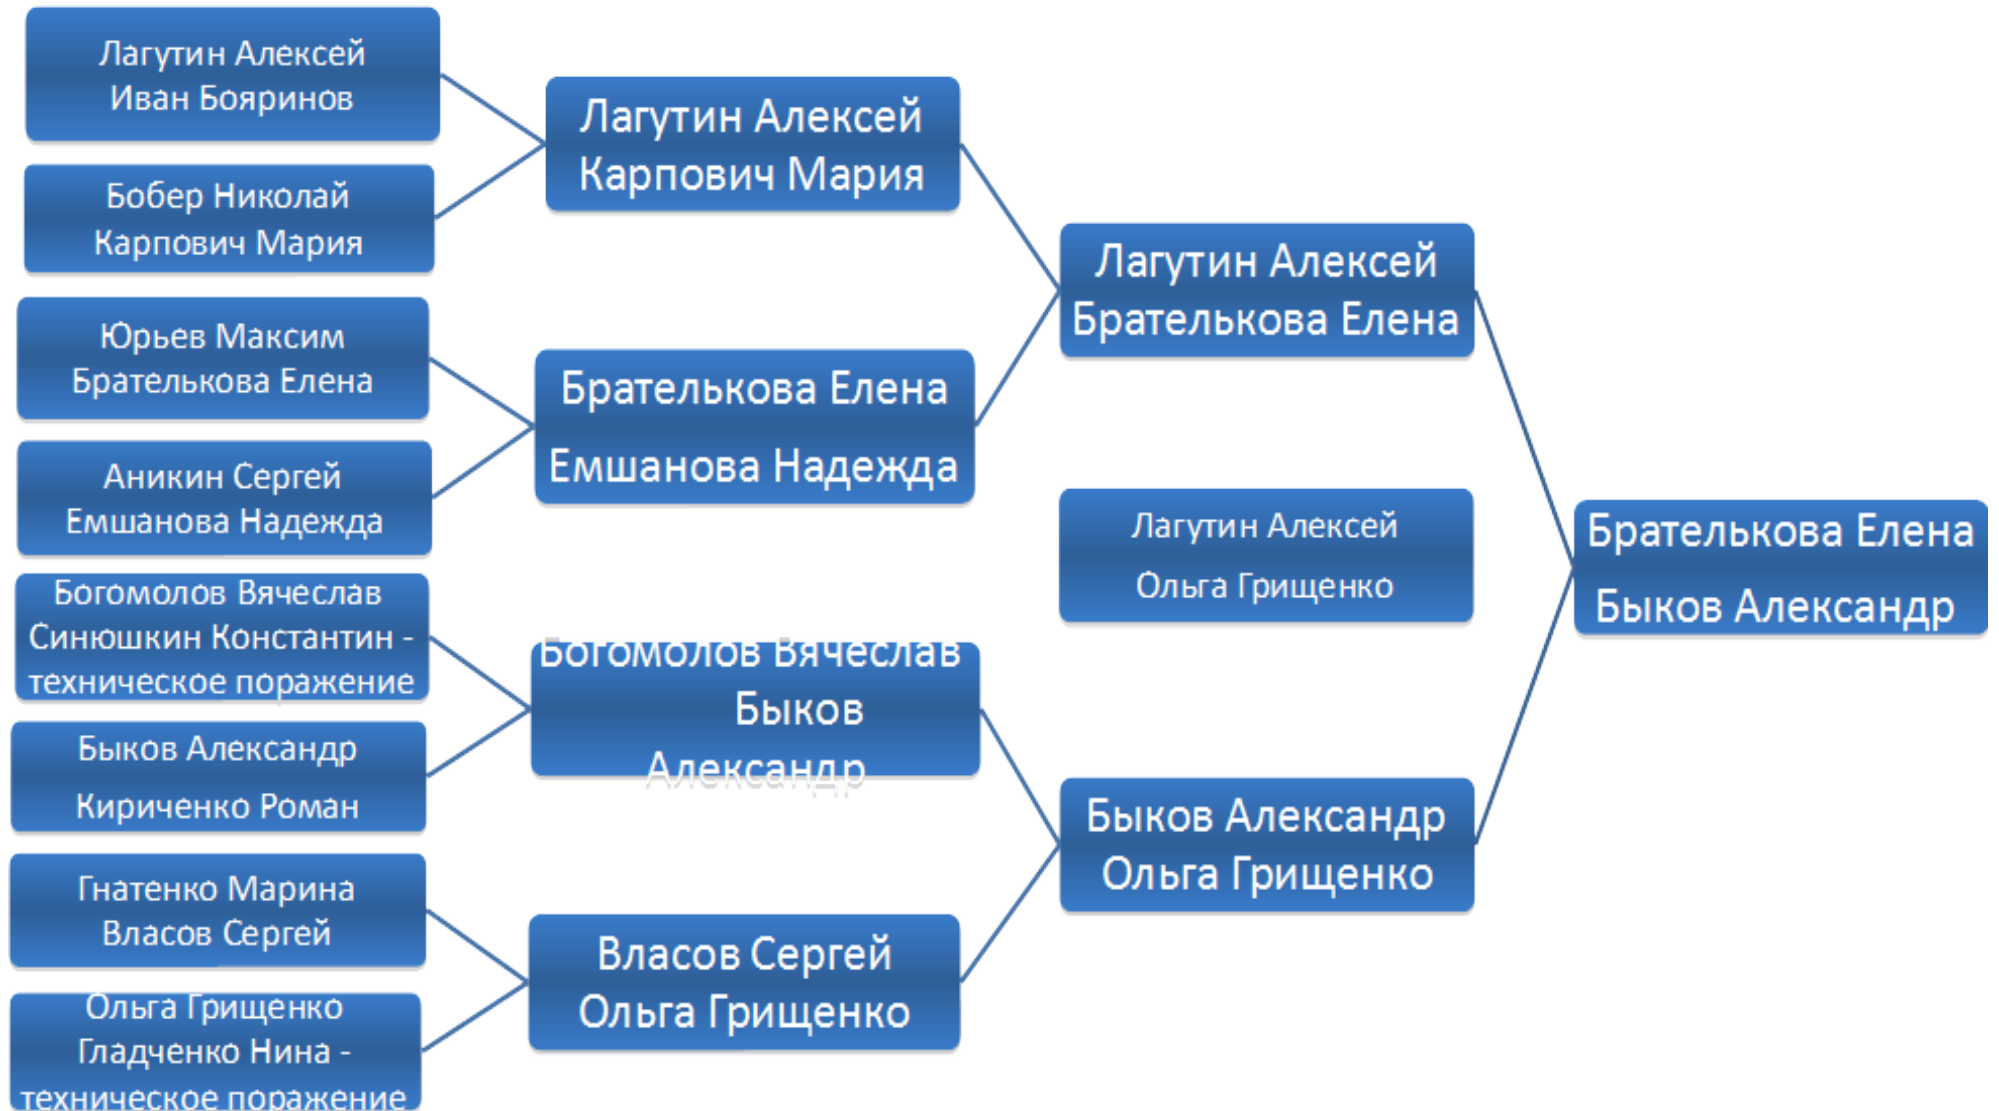 Лагутин Алексей
Иван Бояринов
Бобер Николай
Карпович Мария
Юрьев Максим
Брателькова Елена
Аникин Сергей
Емшанова Надежда
Богомолов Вячеслав
Синюшкин Константин -
техническое поражение
Быков Александр
Кириченко Роман
Гнатенко Марина
Власов Сергей
Ольга Грищенко
Гладченко Нина -
техническое поражение
Лагутин Алексей
Карпович Мария
Брателькова Елена
Емшанова Надежда
Богомолов Вячеслав
Быков
Александр
Власов Сергей
Ольга Грищенко
Лагутин Алексей
Брателькова Елена
Лагутин Алексей
Ольга Грищенко
Быков Александр
Ольга Грищенко
Брателькова Елена
Быков Александр